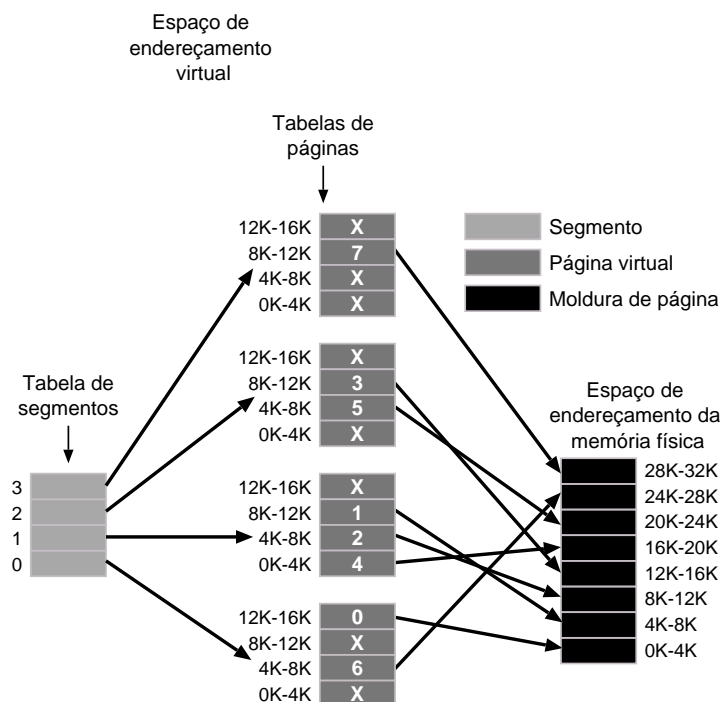 Espaço de
endereçamento
virtual
Tabelas de
páginas
12K-16K X
8K-12K 7
4K-8K X
0K-4K X
Segmento
Página virtual
Moldura de página
12K-16K X
8K-12K 3
4K-8K 5
0K-4K X
Tabela de
segmentos
3
2
1
0
12K-16K X
8K-12K 1
4K-8K 2
0K-4K 4
12K-16K 0
8K-12K X
4K-8K 6
0K-4K X
Espaço de
endereçamento da
memória física
28K-32K
24K-28K
20K-24K
16K-20K
12K-16K
8K-12K
4K-8K
0K-4K